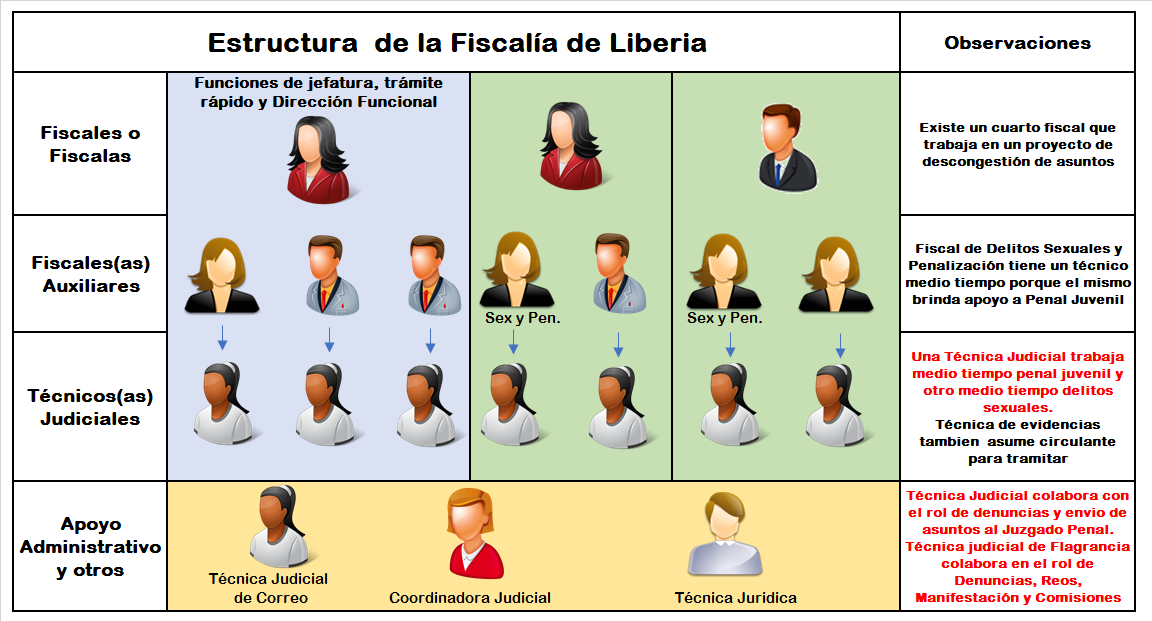 Estructura de la Fiscalía de Liberia
Observaciones
Fiscales o
Fiscalas
Funciones de jefatura, trámite
rápido y Dirección Funcional
Existe un cuarto fiscal que
trabaja en un proyecto de
descongestión de asuntos
Fiscales(as)
Auxiliares
Sex y Pen.
Sex y Pen.
Fiscal de Delitos Sexuales y
Penalización tiene un técnico
medio tiempo porque el mismo
brinda apoyo a Penal Juvenil
Técnicos(as)
Judiciales
Una Técnica Judicial trabaja
medio tiempo penal juvenil y
otro medio tiempo delitos
sexuales.
Técnica de evidencias
tambien asume circulante
para tramitar
Apoyo
Administrativo
y otros
Técnica Judicial
de Correo
Coordinadora Judicial
Técnica Juridica
Técnica Judicial colabora con
el rol de denuncias y envio de
asuntos al Juzgado Penal.
Técnica judicial de Flagrancia
colabora en el rol de
Denuncias, Reos,
Manifestación y Comisiones